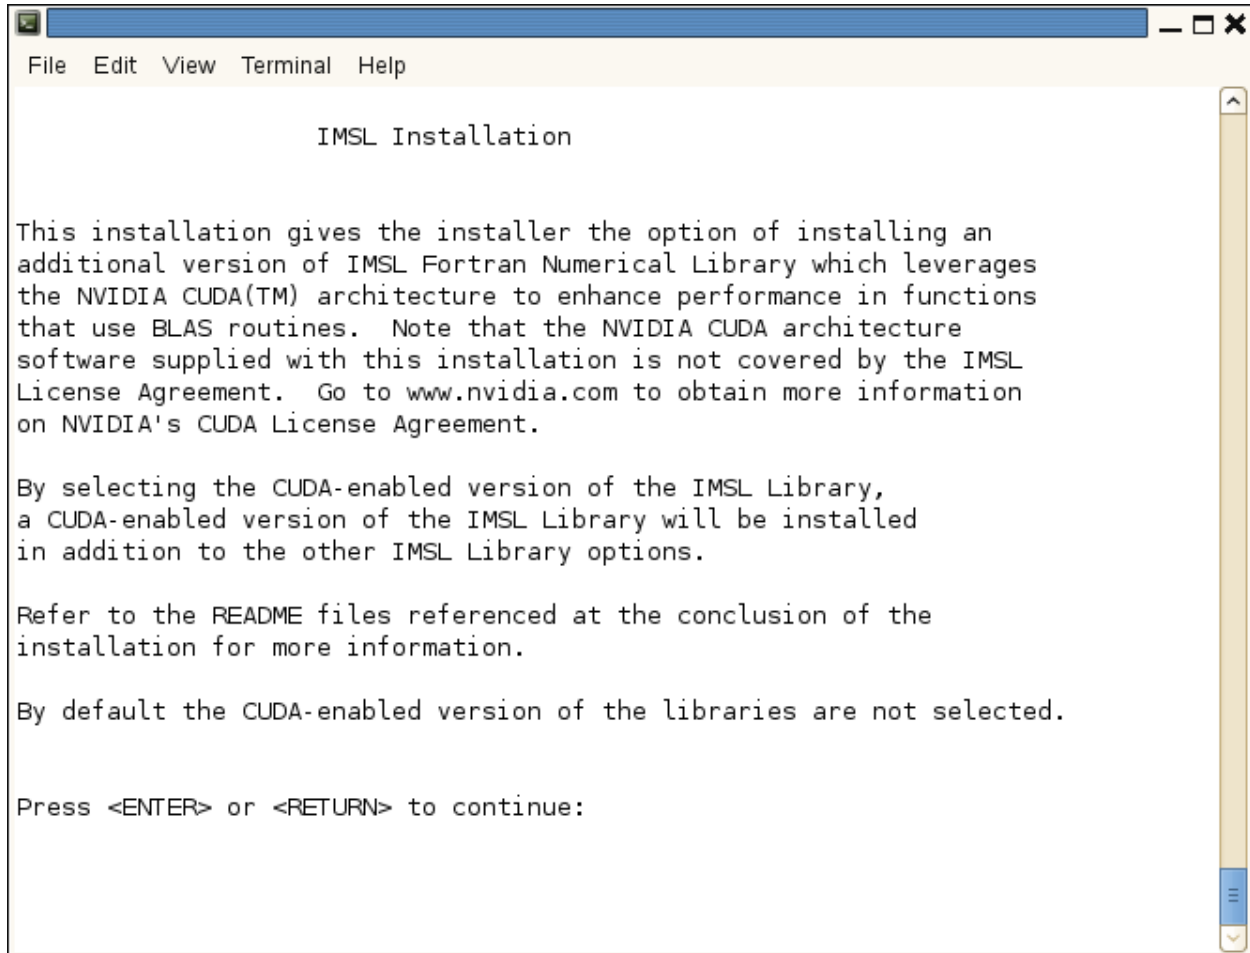 File Edit View Terminal Help
IMSL Installation
This installation gives the installer the option of installing an
additional version of IMSL Fortran Numerical Library which leverages
the NVIDIA CUDA(TM) architecture to enhance performance in functions
that use BLAS routines.  Note that the NVIDIA CUDA architecture
software supplied with this installation is not covered by the IMSL
License Agreement.  Go to www.nvidia.com to obtain more information
on NVIDIA's CUDA License Agreement.
By selecting the CUDA-enabled version of the IMSL Library,
a CUDA-enabled version of the IMSL Library will be installed
in addition to the other IMSL Library options.
Refer to the README files referenced at the conclusion of the
installation for more information.
By default the CUDA-enabled version of the libraries are not selected.
Press <ENTER> or <RETURN> to continue: